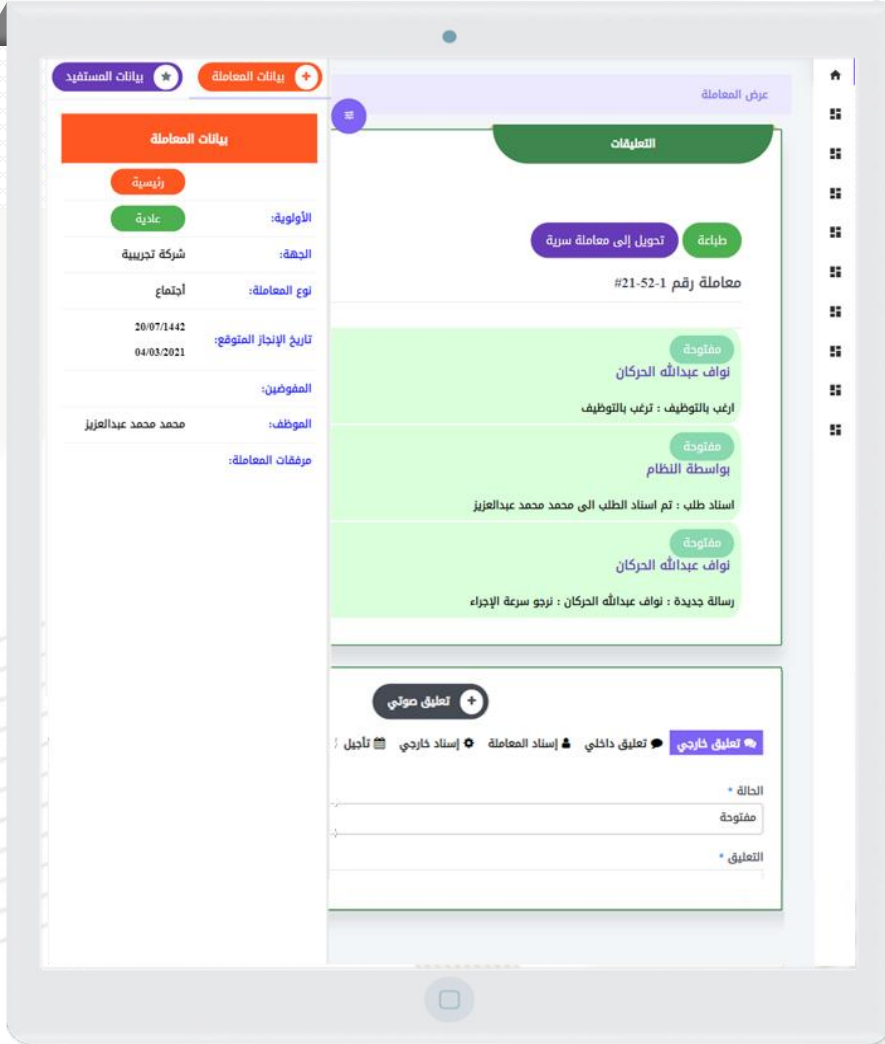 عرض المعاملة
التعليقات
طباعة
تحويل إلى معاملة سرية
معاملة رقم 1-52-21#
مفتوحة
نواف عبدالله الحركان
ارغب بالتوظيف : ترغب بالتوظيف
مفتوحة
بواسطة النظام
اسناد طلب : تم اسناد الطلب الى محمد محمد عبدالعزيز
مفتوحة
نواف عبدالله الحركان
رسالة جديدة : نواف عبدالله الحركان : نرجو سرعة الإجراء
تعليق صوتي
تعليق خارجي تعليق داخلي إسناد المعاملة إسناد خارجي تأجيل
الحالة *
مفتوحة
التعليق *
بيانات المعاملة
بيانات المستفيد
بيانات المعاملة
رئيسية
الأولوية: عادية
الجهة: شركة تجريبية
نوع المعاملة: أجتماع
تاريخ الإنجاز المتوقع: 20/07/1442
04/03/2021
المفوضين:
الموظف: محمد محمد عبدالعزيز
مرفقات المعاملة: